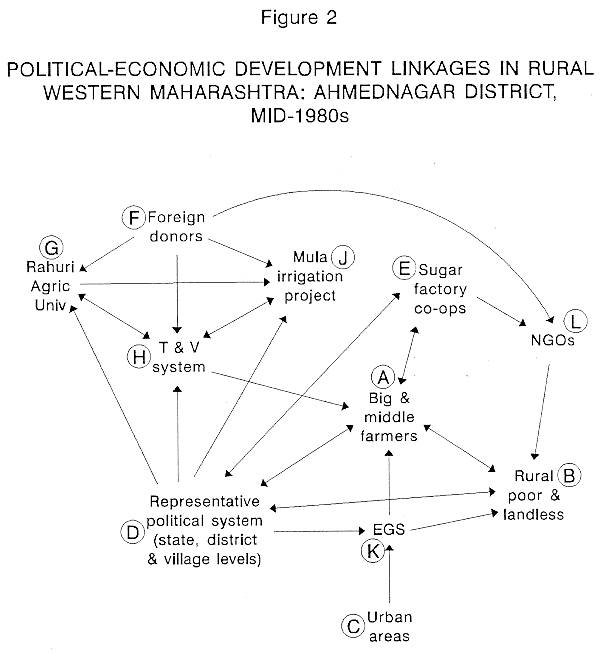 Figure 2
POLITICAL-ECONOMIC DEVELOPMENT LINKAGES IN RURAL
WESTERN MAHARASHTRA: AHMEDNAGAR DISTRICT,
MID-1980s
F Foreign
donors
G
Rahuri
Agric
Univ
Mula J
irrigation
project
E Sugar
factory
co-ops
L
NGOs
T & V
H system
A
Big &
middle
farmers
Rural B
poor &
landless
Representative
political system
D (state, district
& village levels)
EGS
K
C Urban
areas